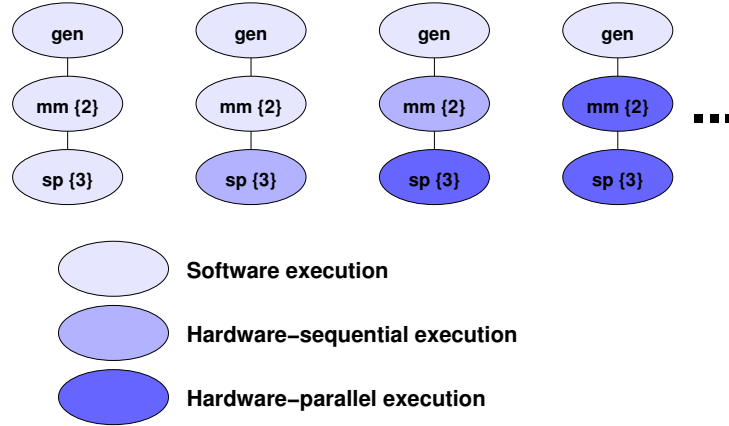 gen gen gen gen
mm {2} mm {2} mm {2} mm {2}
sp {3} sp {3} sp {3} sp {3}
Software execution
Hardware−sequential execution
Hardware−parallel execution